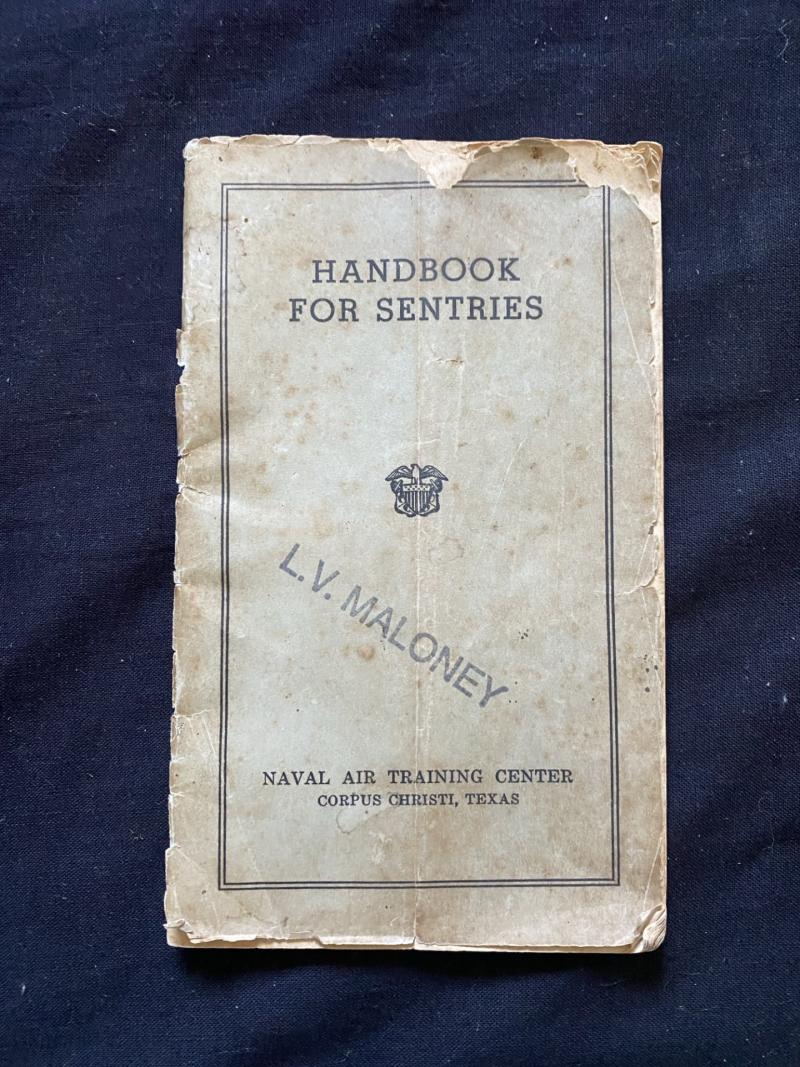 HANDBOOK
FOR SENTRIES
L.V. MALONEY
NAVAL AIR TRAINING CENTER
CORPUS CHRISTI, TEXAS